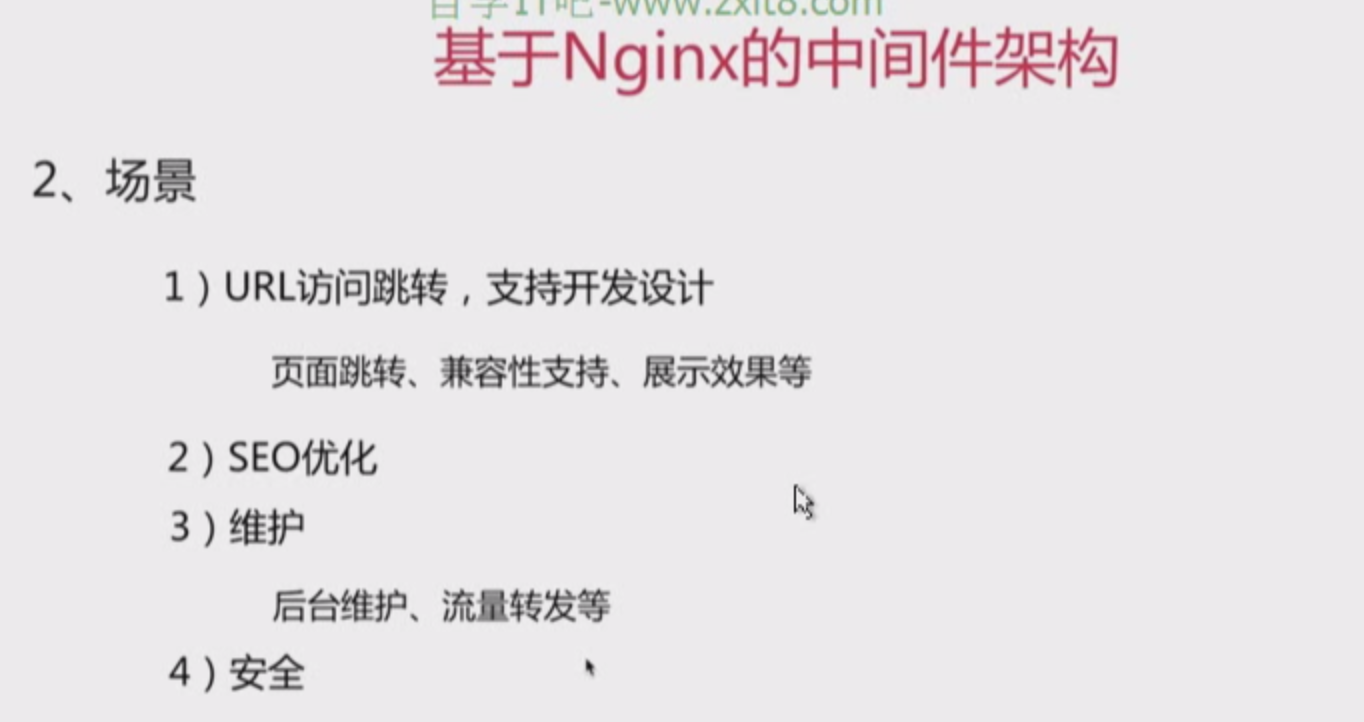 自学IT吧-www.zxit8.com
基于Nginx的中间件架构
2、场景
1）URL访问跳转，支持开发设计
页面跳转、兼容性支持、展示效果等
2）SEO优化
3）维护
后台维护、流量转发等
4）安全